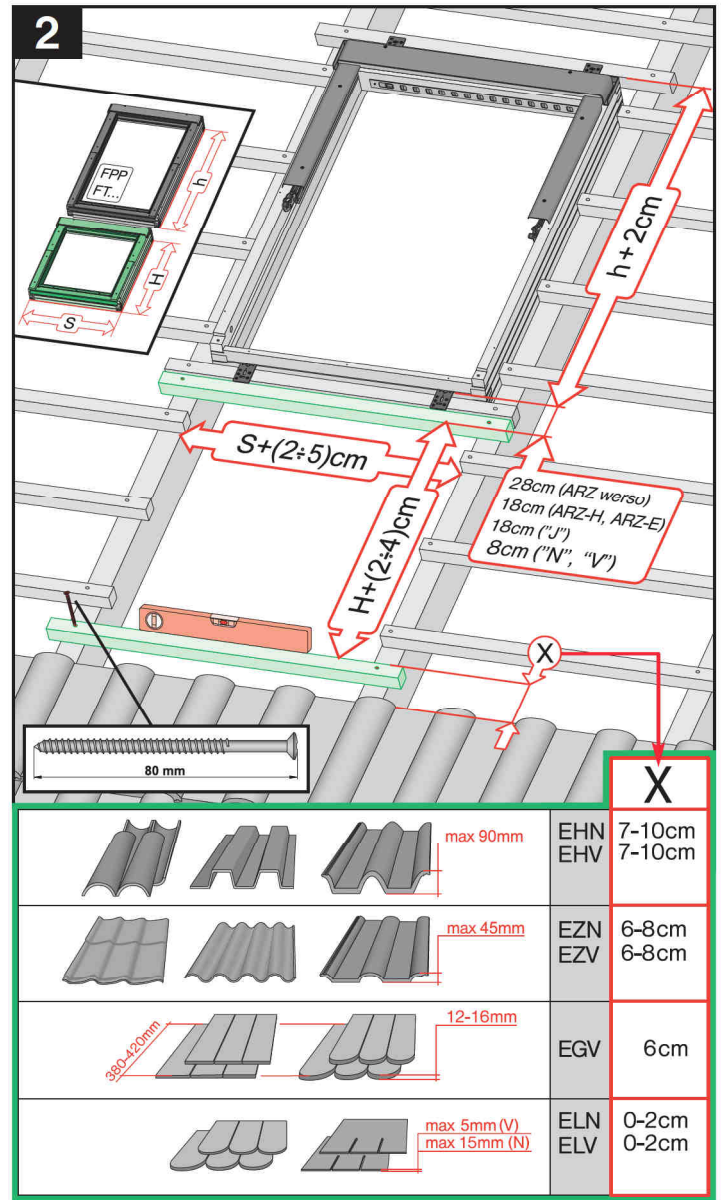 2
FPP
FT...
h
H
S
h+2cm
S+(2÷5)cm
H+(2÷4)cm
28cm (ARZ werso)
18cm (ARZ-H, ARZ-E)
18cm ("J")
8cm ("N", “V”)
X
80 mm
X
max 90mm
EHN 7-10cm
EHV 7-10cm
max 45mm
EZN 6-8cm
EZV 6-8cm
380-420mm
12-16mm
EGV 6cm
max 5mm (V)
max 15mm (N)
ELN 0-2cm
ELV 0-2cm